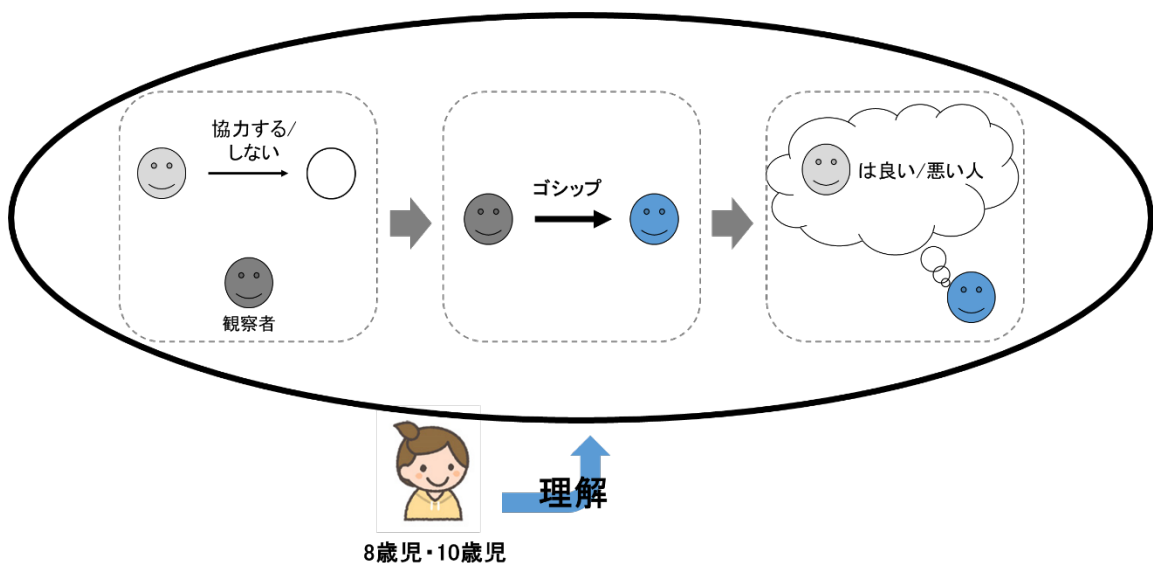 協力する/
しない
観察者
ゴシップ
は良い/悪い人
理解
8歳児・10歳児